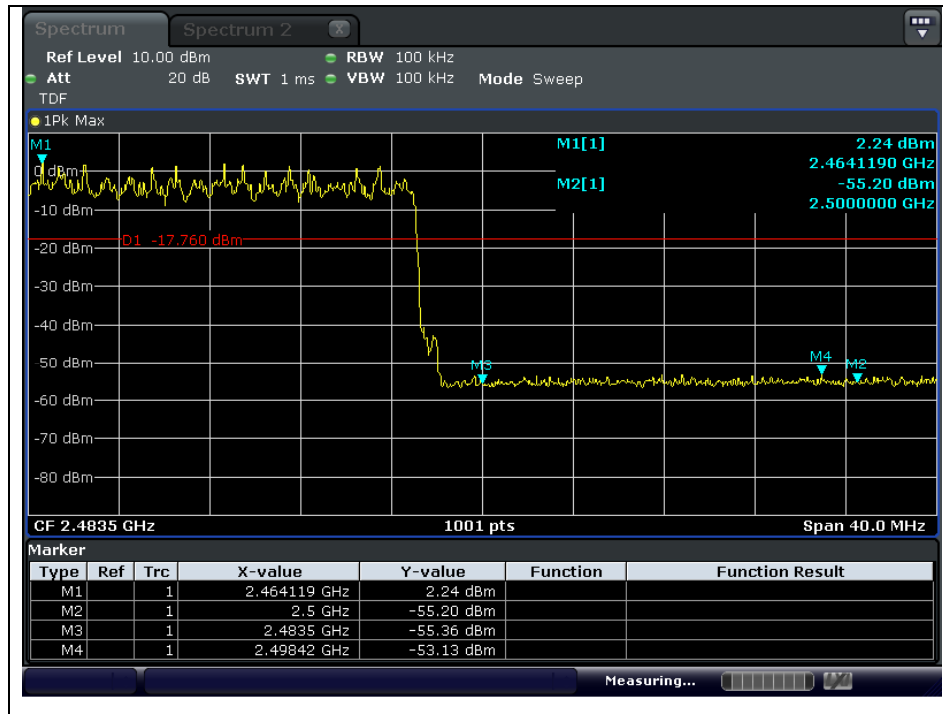 Spectrum Spectrum 2 X
Ref Level 10.00 dBm RBW 100 kHz
Att 20 dB SWT 1 ms VBW 100 kHz Mode Sweep
TDF
1Pk Max
M1 M1[1] 2.24 dBm
2.4641190 GHz
0 dBm
M2[1] -55.20 dBm
2.5000000 GHz
-10 dBm
D1 -17.760 dBm
-20 dBm
-30 dBm
-40 dBm
-50 dBm M3 M4 M2
-60 dBm
-70 dBm
-80 dBm
CF 2.4835 GHz 1001 pts Span 40.0 MHz
Marker
Type Ref Trc X-value Y-value Function Function Result
M1 1 2.464119 GHz 2.24 dBm
M2 1 2.5 GHz -55.20 dBm
M3 1 2.4835 GHz -55.36 dBm
M4 1 2.49842 GHz -53.13 dBm
Measuring...